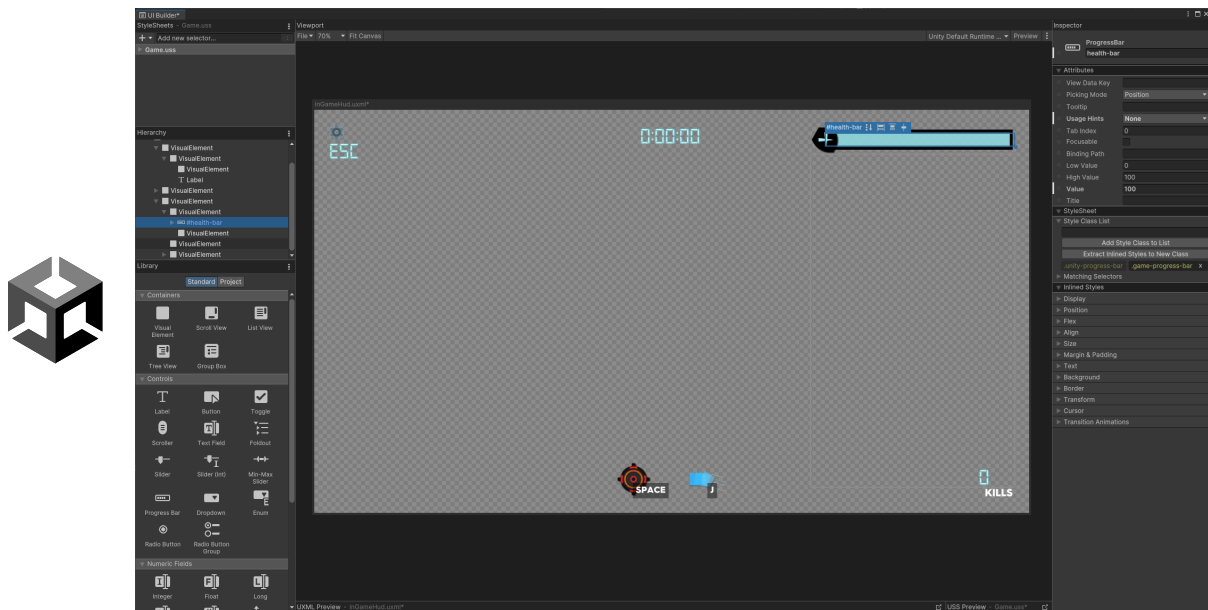 UI Builder*
StyleSheets - Game.uss
Add new selector...
Game.uss
Hierarchy
VisualElement
VisualElement
VisualElement
Label
VisualElement
VisualElement
VisualElement
#health-bar
VisualElement
VisualElement
VisualElement
Library
Standard Project
Containers
Visual Element
Scroll View
List View
Tree View
Group Box
Controls
Label
Button
Toggle
Scroller
Text Field
Foldout
Slider
Slider (Int)
Min-Max Slider
Progress Bar
Dropdown
Enum
Radio Button
Radio Button Group
Numeric Fields
Integer
Float
Long
Viewport
File 70% Fit Canvas
Unity Default Runtime ... Preview
InGameHud.uxml*
ESC
0:00:00
#health-bar
SPACE
J
0
KILLS
UXML Preview - InGameHud.uxml*
USS Preview - Game.uss*
Inspector
ProgressBar
health-bar
Attributes
View Data Key
Picking Mode Position
Tooltip
Usage Hints None
Tab Index 0
Focusable
Binding Path
Low Value 0
High Value 100
Value 100
Title
StyleSheet
Style Class List
Add Style Class to List
Extract Inlined Styles to New Class
.unity-progress-bar .game-progress-bar x
Matching Selectors
Inlined Styles
Display
Position
Flex
Align
Size
Margin & Padding
Text
Background
Border
Transform
Cursor
Transition Animations